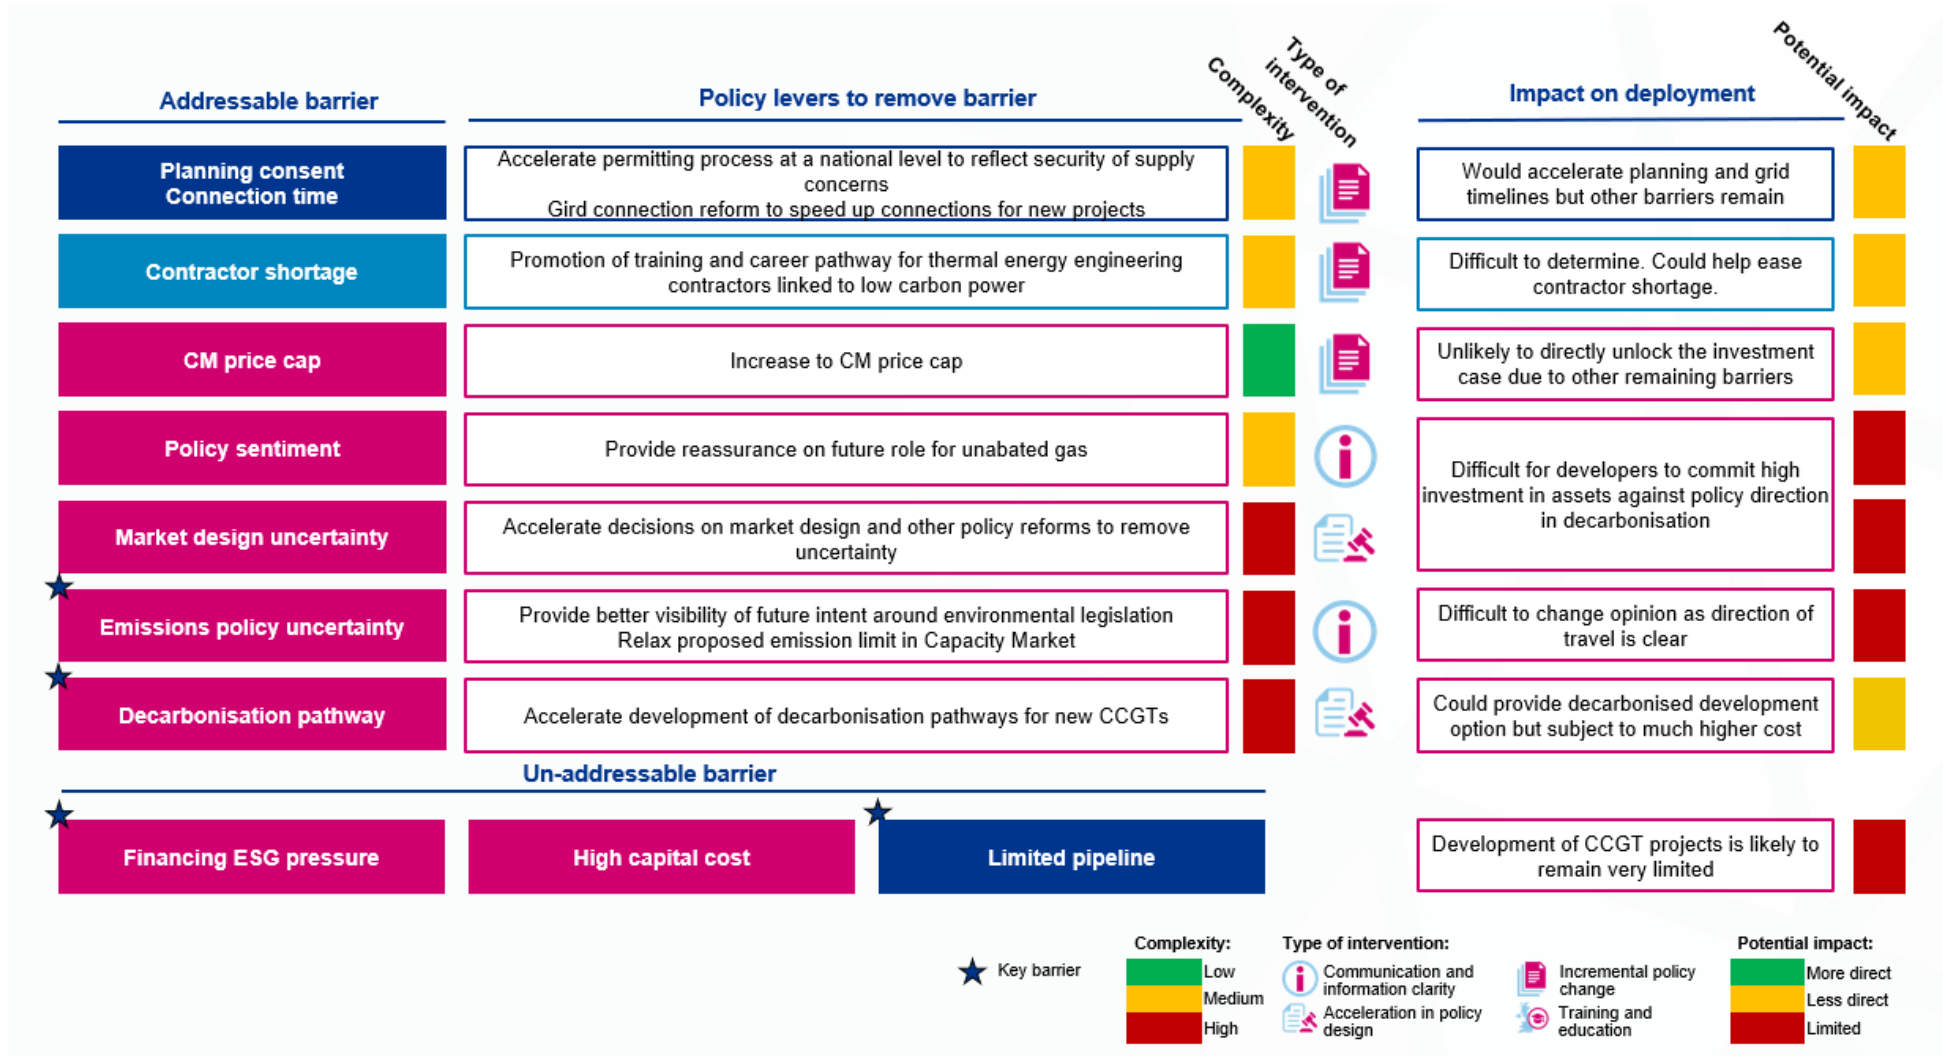 Addressable barrier
Policy levers to remove barrier
Complexity
Type of
intervention
Impact on deployment
Potential impact
Planning consent
Connection time
Accelerate permitting process at a national level to reflect security of supply
concerns
Gird connection reform to speed up connections for new projects
Would accelerate planning and grid
timelines but other barriers remain
Contractor shortage
Promotion of training and career pathway for thermal energy engineering
contractors linked to low carbon power
Difficult to determine. Could help ease
contractor shortage.
CM price cap
Increase to CM price cap
Unlikely to directly unlock the investment
case due to other remaining barriers
Policy sentiment
Provide reassurance on future role for unabated gas
Difficult for developers to commit high
investment in assets against policy direction
in decarbonisation
Market design uncertainty
Accelerate decisions on market design and other policy reforms to remove
uncertainty
Emissions policy uncertainty
Provide better visibility of future intent around environmental legislation
Relax proposed emission limit in Capacity Market
Difficult to change opinion as direction of
travel is clear
Decarbonisation pathway
Accelerate development of decarbonisation pathways for new CCGTs
Could provide decarbonised development
option but subject to much higher cost
Un-addressable barrier
Financing ESG pressure
High capital cost
Limited pipeline
Development of CCGT projects is likely to
remain very limited
Key barrier
Complexity:
Low
Medium
High
Type of intervention:
Communication and
information clarity
Acceleration in policy
design
Incremental policy
change
Training and
education
Potential impact:
More direct
Less direct
Limited